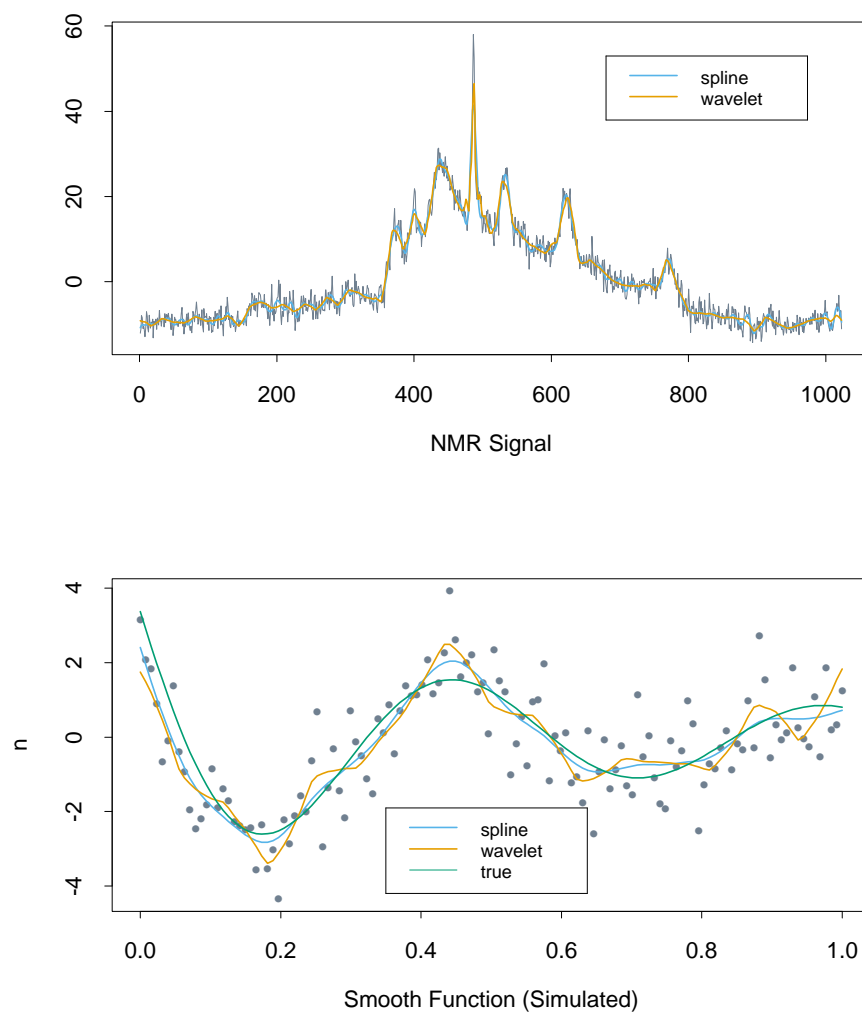 60
40
20
0
spline
wavelet
0 200 400 600 800 1000
NMR Signal
4
2
0
-2
-4
n
spline
wavelet
true
0.0 0.2 0.4 0.6 0.8 1.0
Smooth Function (Simulated)